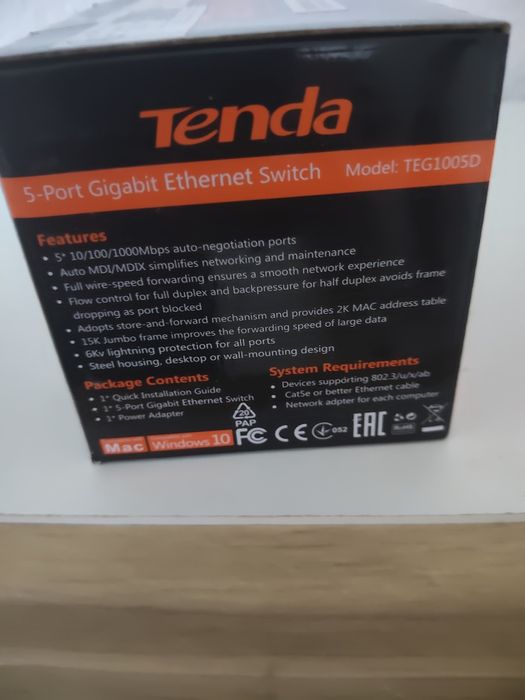 Tenda
5-Port Gigabit Ethernet Switch Model: TEG1005D
Features
• 5* 10/100/1000Mbps auto-negotiation ports
• Auto MDI/MDIX simplifies networking and maintenance
• Full wire-speed forwarding ensures a smooth network experience
• Flow control for full duplex and backpressure for half duplex avoids frame
dropping as port blocked
• Adopts store-and-forward mechanism and provides 2K MAC address table
• 15K Jumbo frame improves the forwarding speed of large data
• 6Kv lightning protection for all ports
• Steel housing, desktop or wall-mounting design
Package Contents
• 1* Quick Installation Guide
• 1* 5-Port Gigabit Ethernet Switch
• 1* Power Adapter
System Requirements
• Devices supporting 802.3/u/x/ab
• Cat5e or better Ethernet cable
• Network adpter for each computer
20
PAP
Mac Windows 10 FC CE 052 EAC RoHS